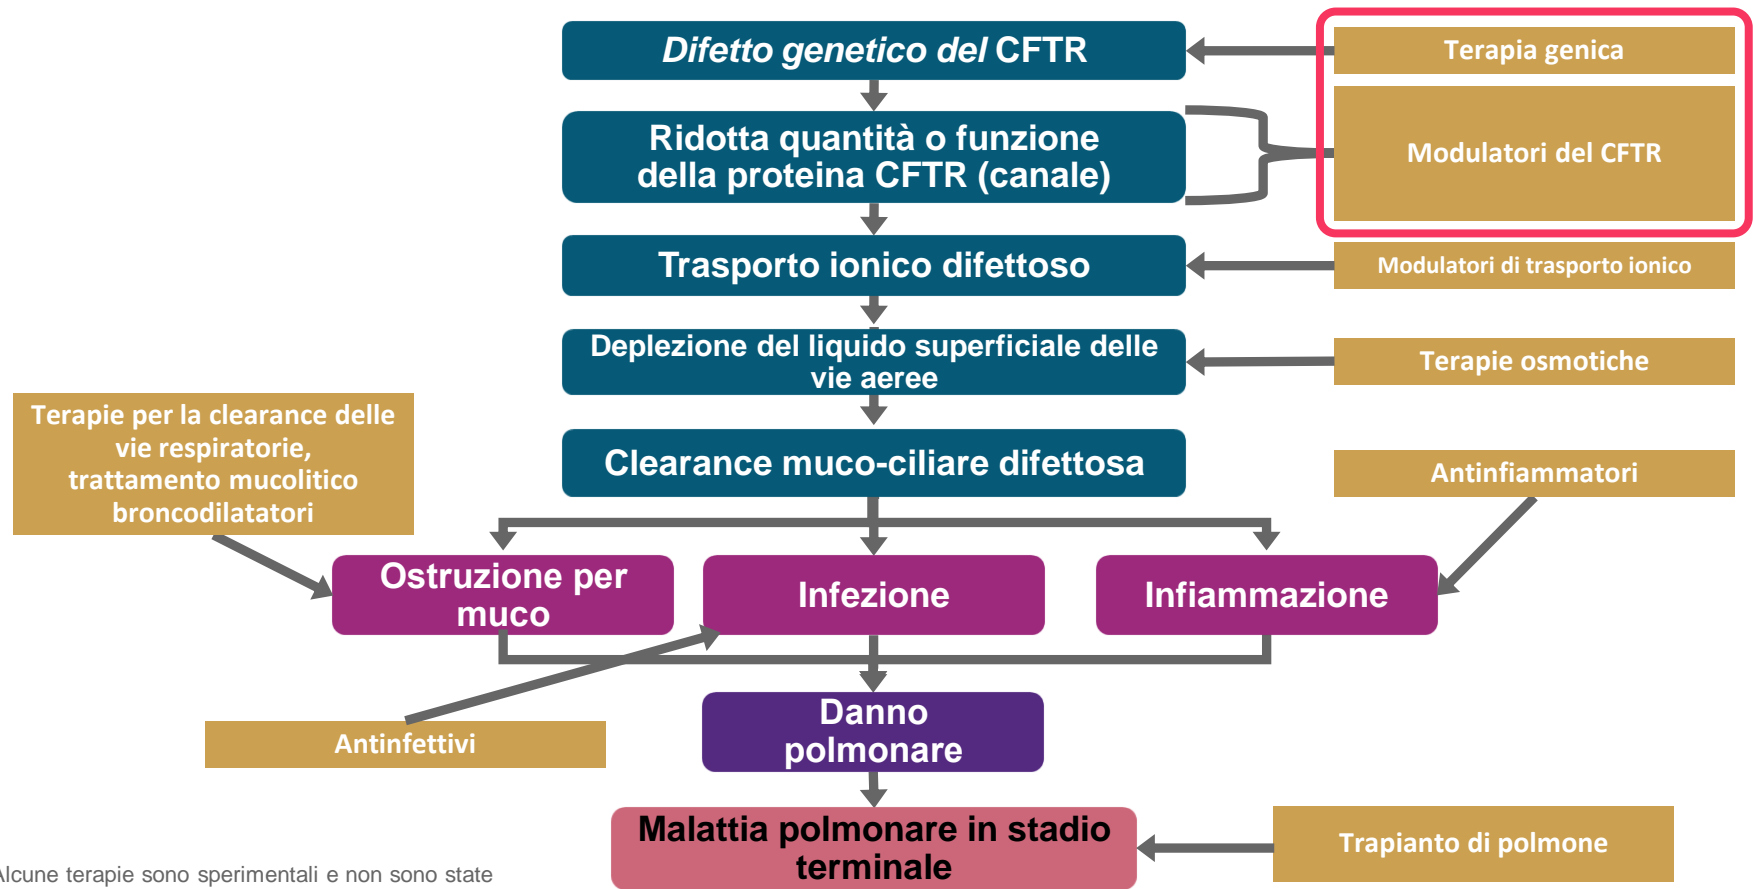 Difetto genetico del CFTR
Terapia genica
Ridotta quantità o funzione
della proteina CFTR (canale)
Modulatori del CFTR
Trasporto ionico difettoso
Modulatori di trasporto ionico
Deplezione del liquido superficiale delle
vie aeree
Terapie osmotiche
Terapie per la clearance delle
vie respiratorie,
trattamento mucolitico
broncodilatatori
Clearance muco-ciliare difettosa
Antinfiammatori
Ostruzione per
muco
Infezione
Infiammazione
Antinfettivi
Danno
polmonare
Malattia polmonare in stadio
terminale
Trapianto di polmone
Alcune terapie sono sperimentali e non sono state